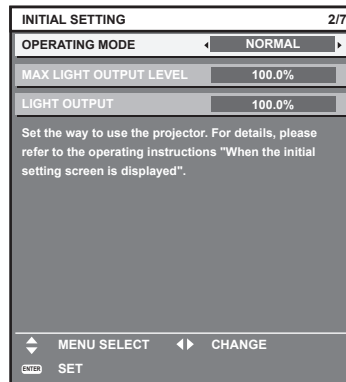 INITIAL SETTING 2/7
OPERATING MODE NORMAL
MAX LIGHT OUTPUT LEVEL 100.0%
LIGHT OUTPUT 100.0%
Set the way to use the projector. For details, please
refer to the operating instructions "When the initial
setting screen is displayed".
MENU SELECT CHANGE
ENTER SET